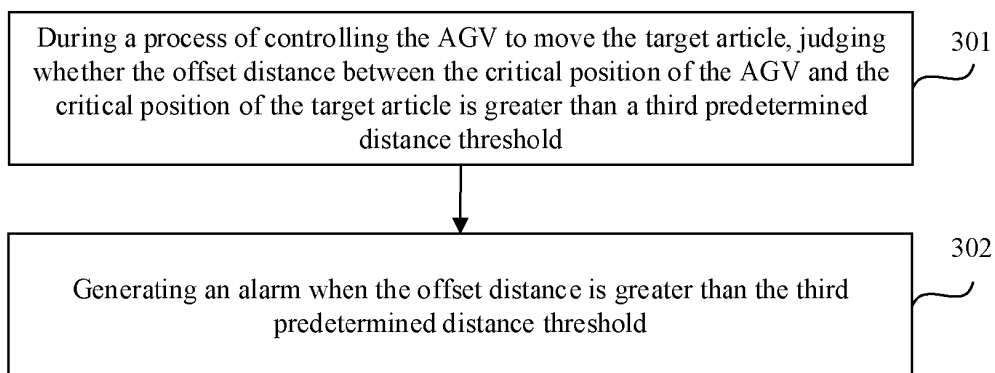 During a process of controlling the AGV to move the target article, judging
whether the offset distance between the critical position of the AGV and the
critical position of the target article is greater than a third predetermined
distance threshold
301
Generating an alarm when the offset distance is greater than the third
predetermined distance threshold
302